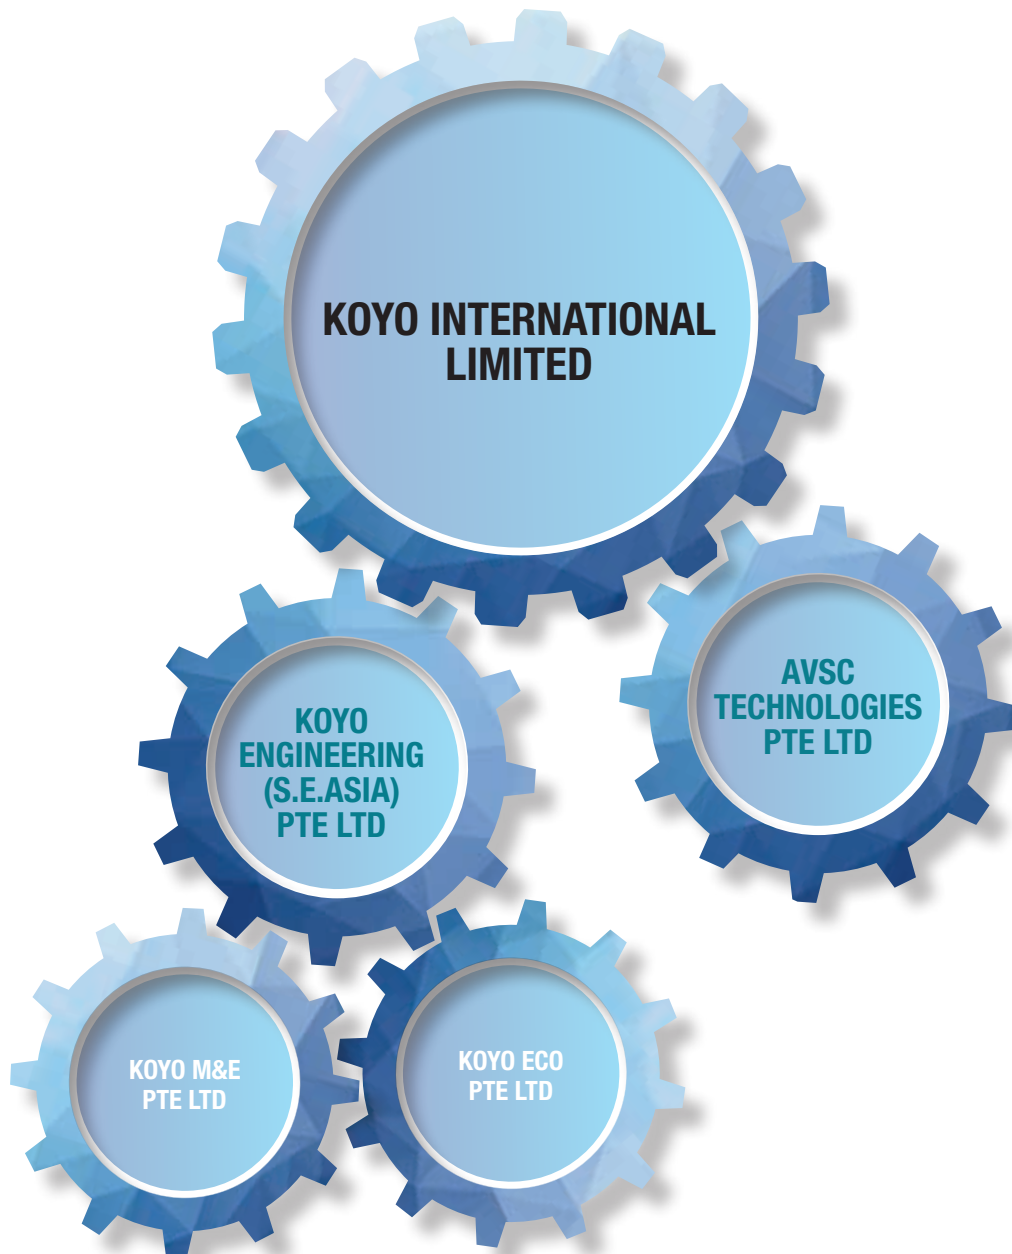 KOYO INTERNATIONAL
LIMITED
KOYO
ENGINEERING
(S.E.ASIA)
PTE LTD
AVSC
TECHNOLOGIES
PTE LTD
KOYO M&E
PTE LTD
KOYO ECO
PTE LTD